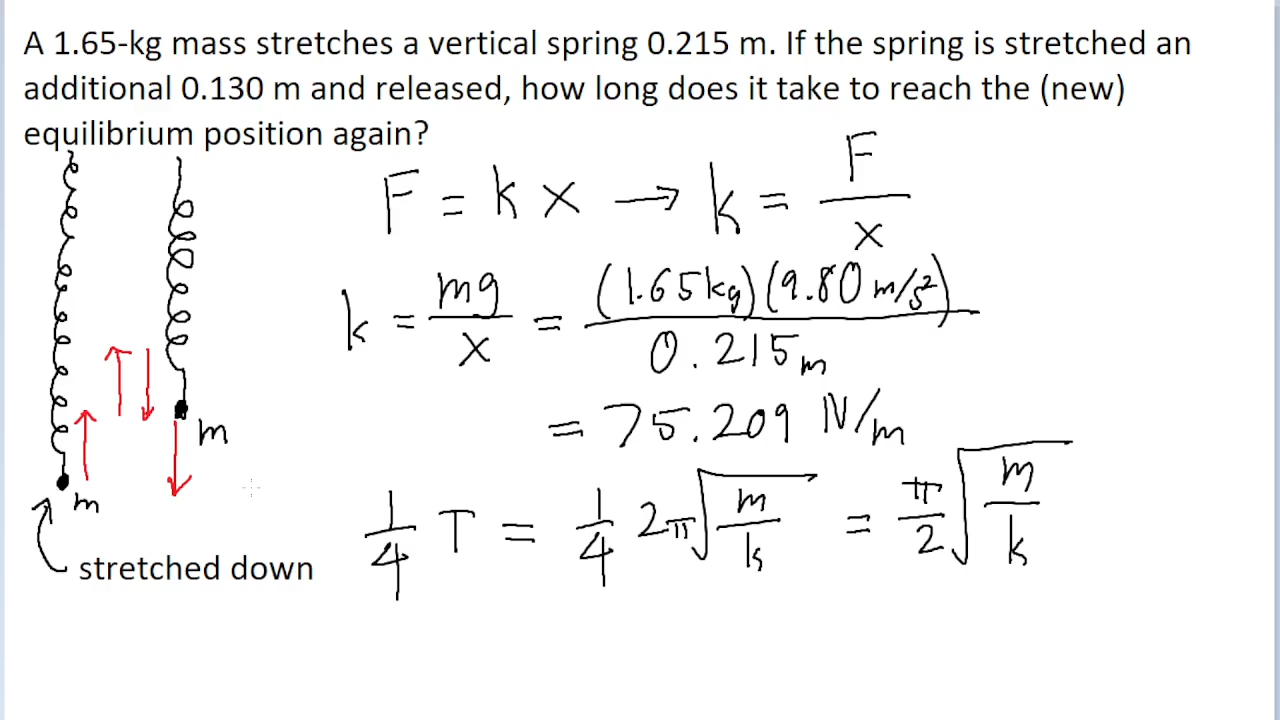 A 1.65-kg mass stretches a vertical spring 0.215 m. If the spring is stretched an
additional 0.130 m and released, how long does it take to reach the (new)
equilibrium position again?
F = k x → k = F/x
k = mg/x = (1.65kg)(9.80 m/s²)/0.215m
= 75.209 N/m
m
m
1/4 T = 1/4 2π√(m/k) = π/2 √(m/k)
stretched down